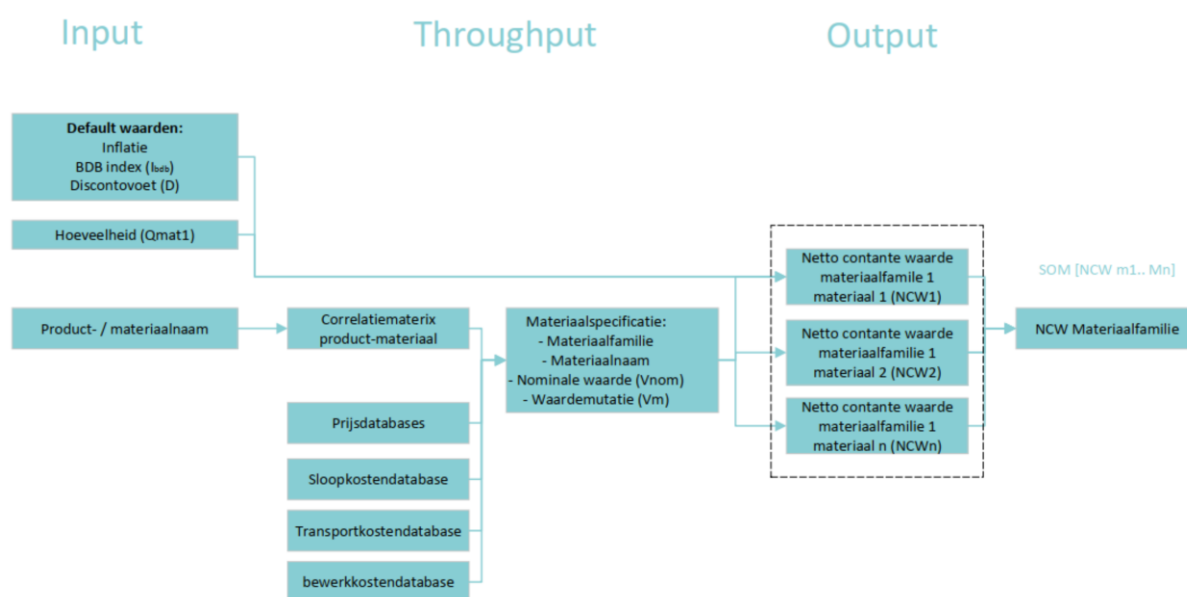 Input
Throughput
Output
Default waarden:
Inflatie
BDB index (Ibdb)
Discontovoet (D)
Hoeveelheid (Qmat1)
Product- / materiaalnaam
Correlatiematerix
product-materiaal
Prijsdatabases
Sloopkostendatabase
Transportkostendatabase
bewerkkostendatabase
Materiaalspecificatie:
- Materiaalfamilie
- Materiaalnaam
- Nominale waarde (Vnom)
- Waardemutatie (Vm)
Netto contante waarde
materiaalfamile 1
materiaal 1 (NCW1)
Netto contante waarde
materiaalfamilie 1
materiaal 2 (NCW2)
Netto contante waarde
materiaalfamilie 1
materiaal n (NCWn)
SOM [NCW m1.. Mn]
NCW Materiaalfamilie